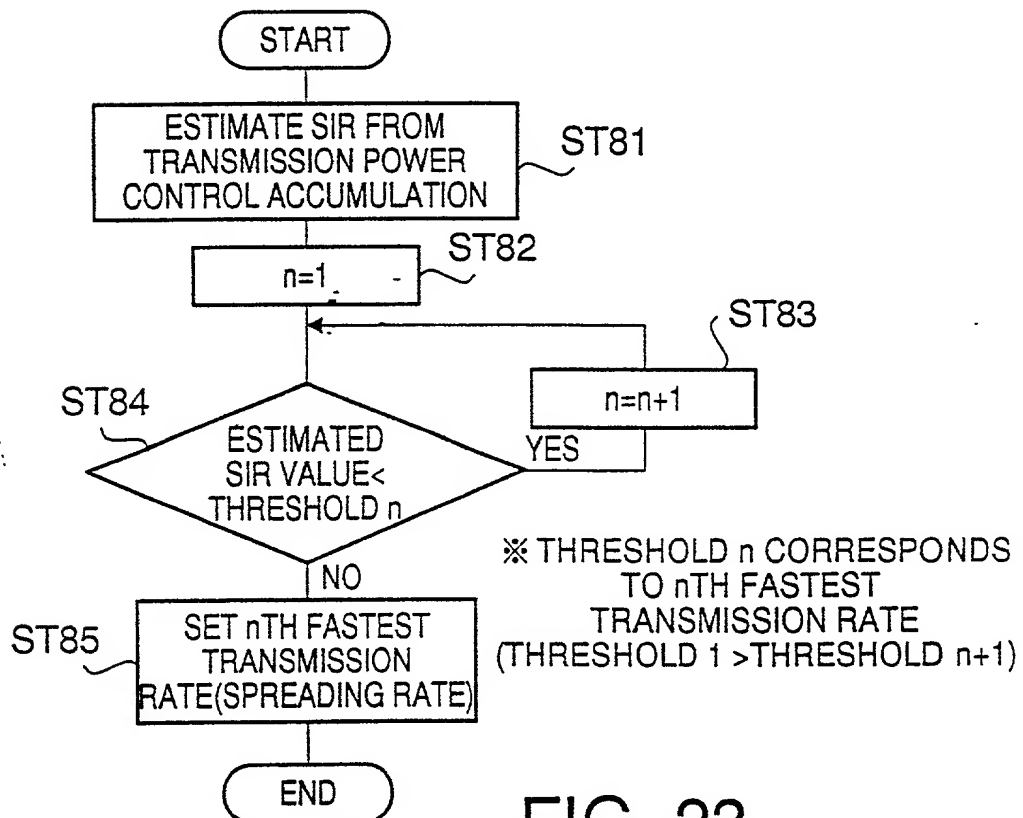 START
ESTIMATE SIR FROM
TRANSMISSION POWER
CONTROL ACCUMULATION
ST81
n=1
ST82
ST83
n=n+1
ST84
ESTIMATED
SIR VALUE<
THRESHOLD n
YES
NO
※ THRESHOLD n CORRESPONDS
TO nTH FASTEST
TRANSMISSION RATE
(THRESHOLD 1 >THRESHOLD n+1)
ST85
SET nTH FASTEST
TRANSMISSION
RATE(SPREADING RATE)
END